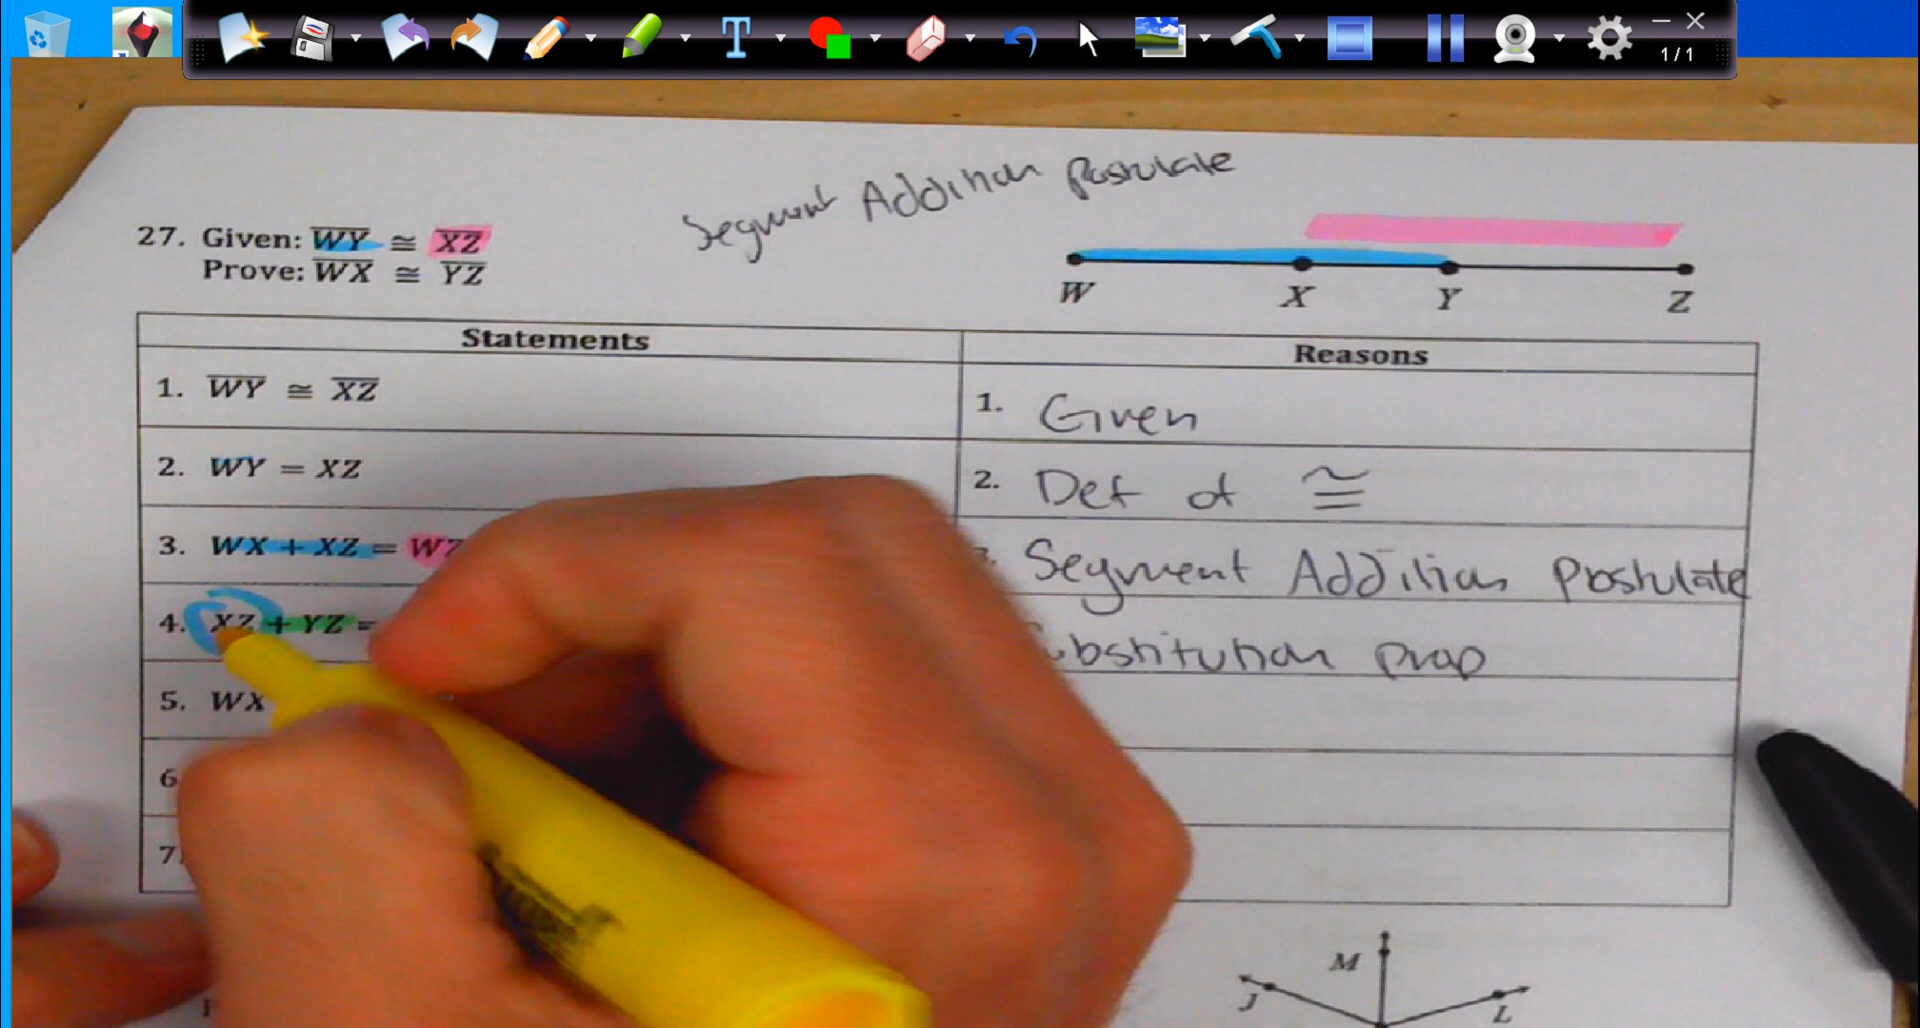 1/1
Segment Addition Postulate
27. Given: WY ≅ XZ
Prove: WX ≅ YZ
W X Y Z
Statements Reasons
1. WY ≅ XZ 1. Given
2. WY = XZ 2. Def of ≅
3. WX + XZ = WZ Segment Addition Postulate
4. XZ + YZ = bstitution prop
5. WX
6
7.
M
J L